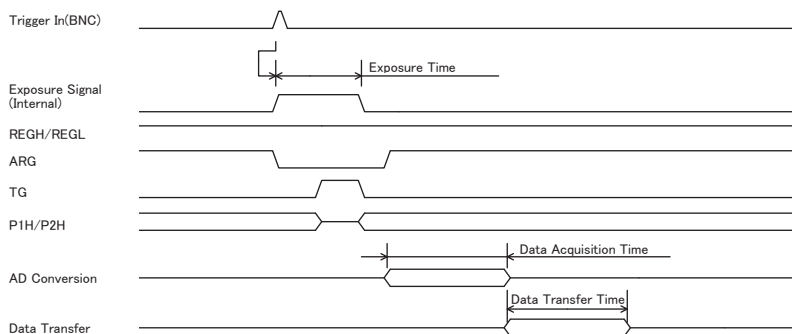 Trigger In(BNC)
Exposure Time
Exposure Signal
(Internal)
REGH/REGL
ARG
TG
P1H/P2H
Data Acquisition Time
AD Conversion
Data Transfer Time
Data Transfer